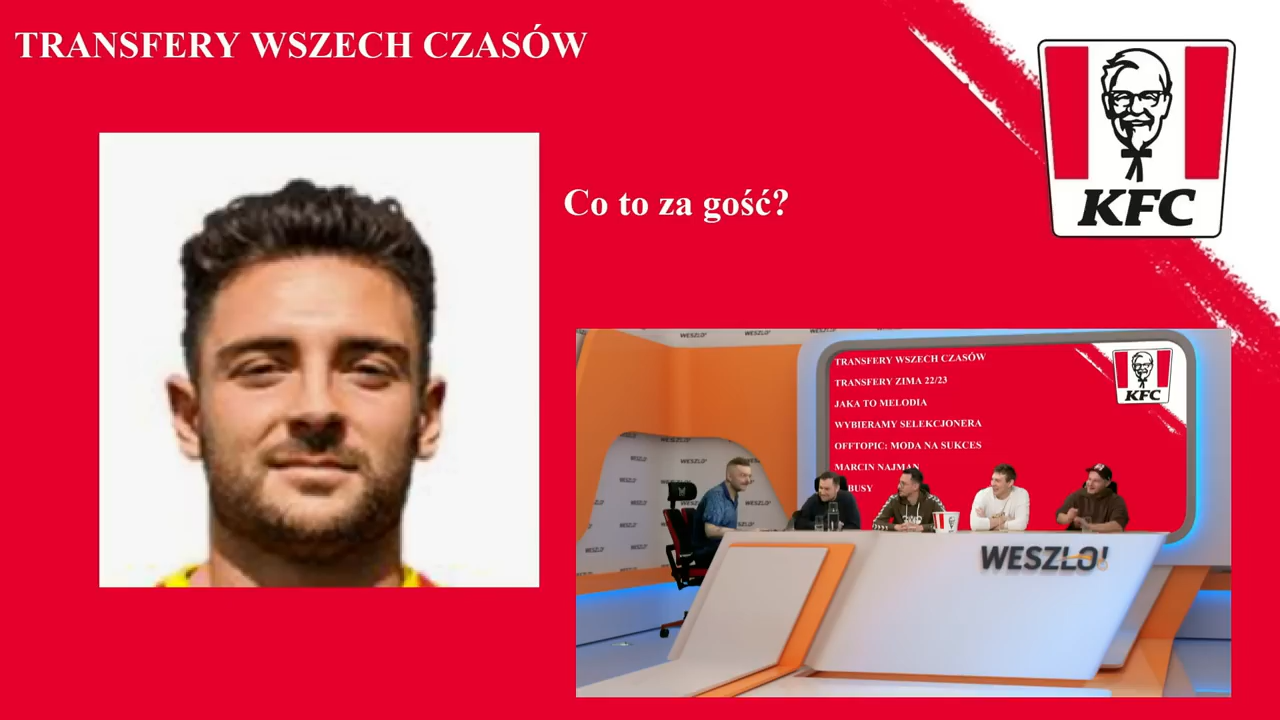 TRANSFERY WSZECH CZASÓW
Co to za gość?
KFC
TRANSFERY WSZECH CZASÓW
TRANSFERY ZIMA 22/23
JAKA TO MELODIA
WYBIERAMY SELEKCJONERA
OFFTOPIC: MODA NA SUKCES
MARCIN NAJMAN
BUSY
KFC
WESZŁO!